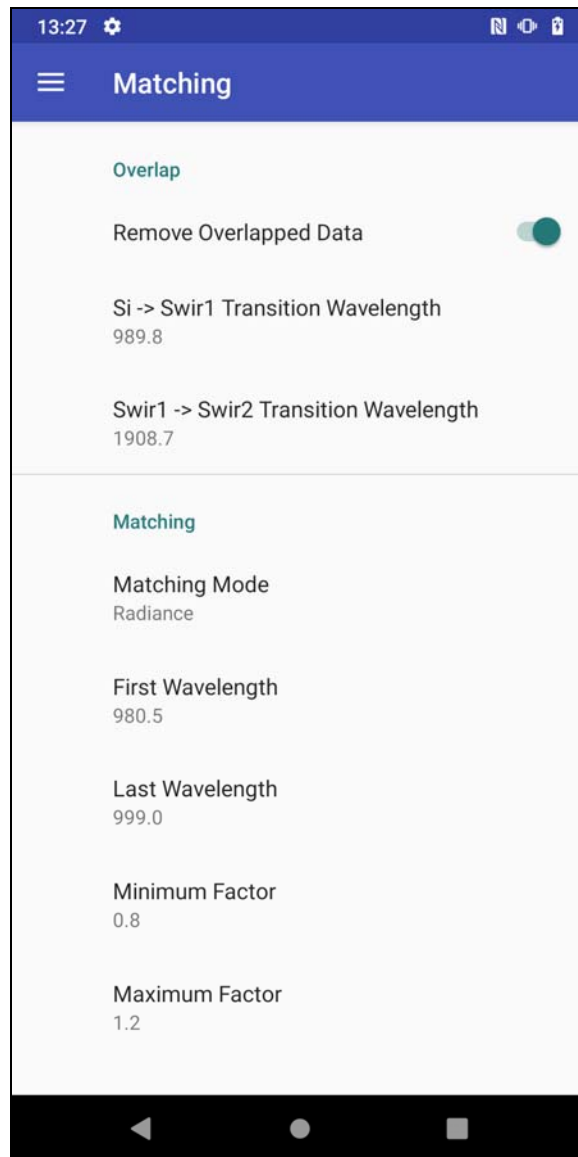 13:27
Matching
Overlap
Remove Overlapped Data
Si -> Swir1 Transition Wavelength
989.8
Swir1 -> Swir2 Transition Wavelength
1908.7
Matching
Matching Mode
Radiance
First Wavelength
980.5
Last Wavelength
999.0
Minimum Factor
0.8
Maximum Factor
1.2